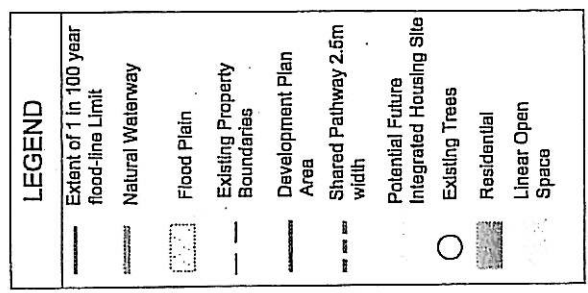 LEGEND
Extent of 1 in 100 year
flood-line Limit
Natural Waterway
Flood Plain
Existing Property
Boundaries
Development Plan
Area
Shared Pathway 2.5m
width
Potential Future
Integrated Housing Site
Existing Trees
Residential
Linear Open
Space